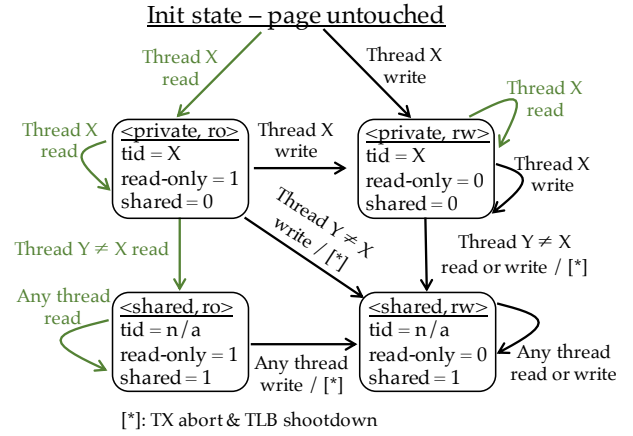 Init state – page untouched
Thread X
read
Thread X
write
Thread X
read
<private, ro>
tid = X
read-only = 1
shared = 0
Thread X
write
<private, rw>
tid = X
read-only = 0
shared = 0
Thread X
read
Thread X
write
Thread Y ≠ X read
Thread Y ≠ X
write / [*]
Thread Y ≠ X
read or write / [*]
Any thread
read
<shared, ro>
tid = n/a
read-only = 1
shared = 1
Any thread
write / [*]
<shared, rw>
tid = n/a
read-only = 0
shared = 1
Any thread
read or write
[*]: TX abort & TLB shootdown